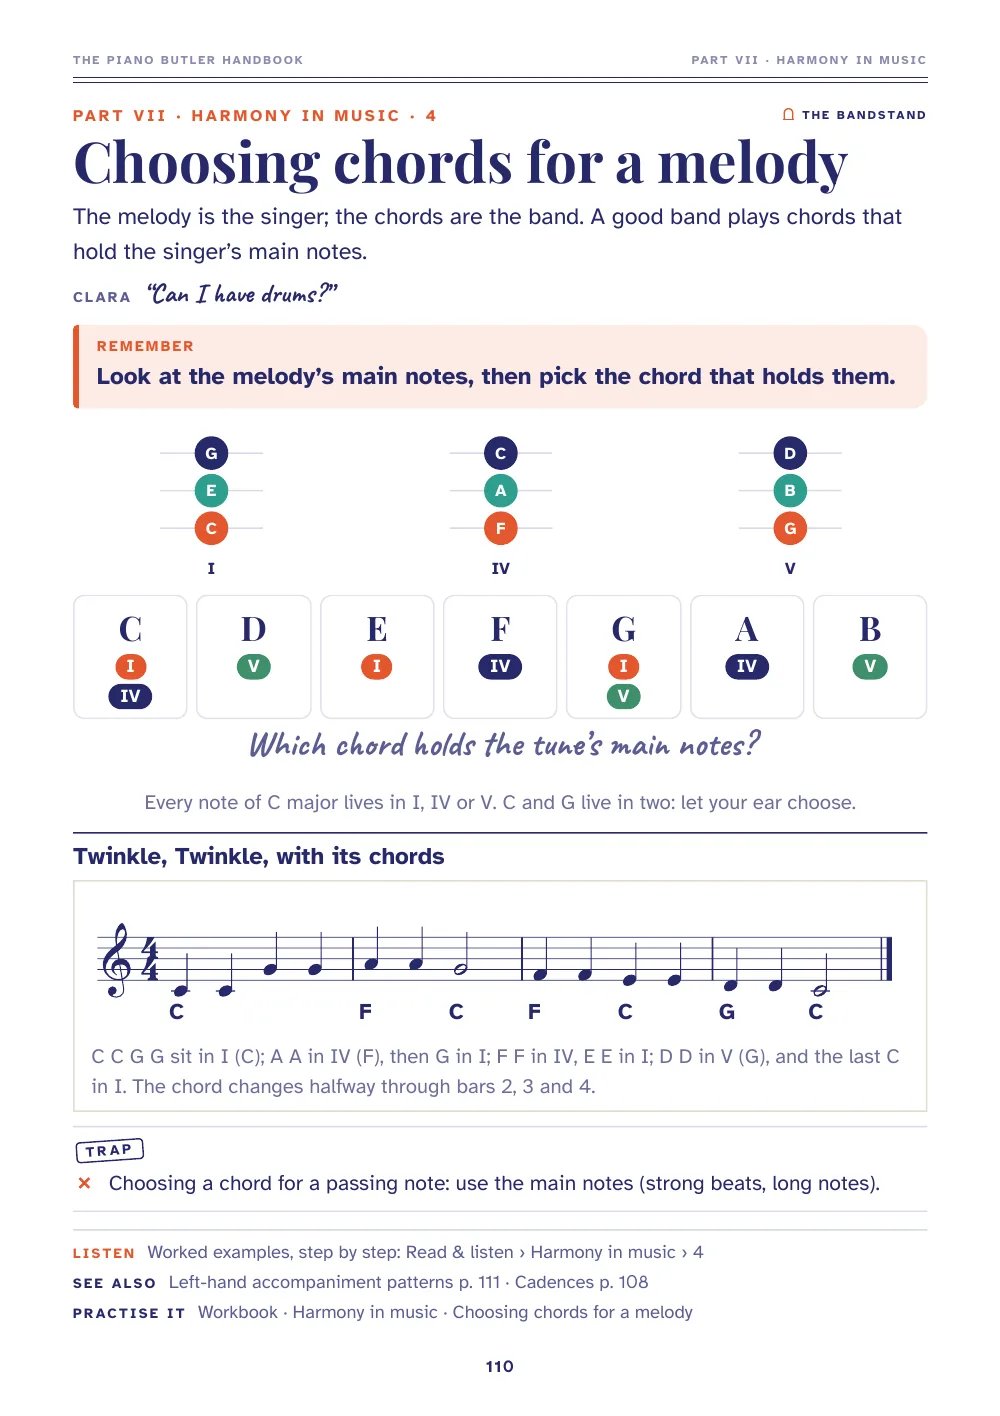 THE PIANO BUTLER HANDBOOK
PART VII · HARMONY IN MUSIC
PART VII · HARMONY IN MUSIC · 4
THE BANDSTAND
Choosing chords for a melody
The melody is the singer; the chords are the band. A good band plays chords that
hold the singer’s main notes.
CLARA “Can I have drums?”
REMEMBER
Look at the melody’s main notes, then pick the chord that holds them.
G C D
E A B
C F G
I IV V
C D E F G A B
I V I IV I IV V
IV V
Which chord holds the tune’s main notes?
Every note of C major lives in I, IV or V. C and G live in two: let your ear choose.
Twinkle, Twinkle, with its chords
4
4
C F C F C G C
C C G G sit in I (C); A A in IV (F), then G in I; F F in IV, E E in I; D D in V (G), and the last C
in I. The chord changes halfway through bars 2, 3 and 4.
TRAP
× Choosing a chord for a passing note: use the main notes (strong beats, long notes).
LISTEN Worked examples, step by step: Read & listen › Harmony in music › 4
SEE ALSO Left-hand accompaniment patterns p. 111 · Cadences p. 108
PRACTISE IT Workbook · Harmony in music · Choosing chords for a melody
110